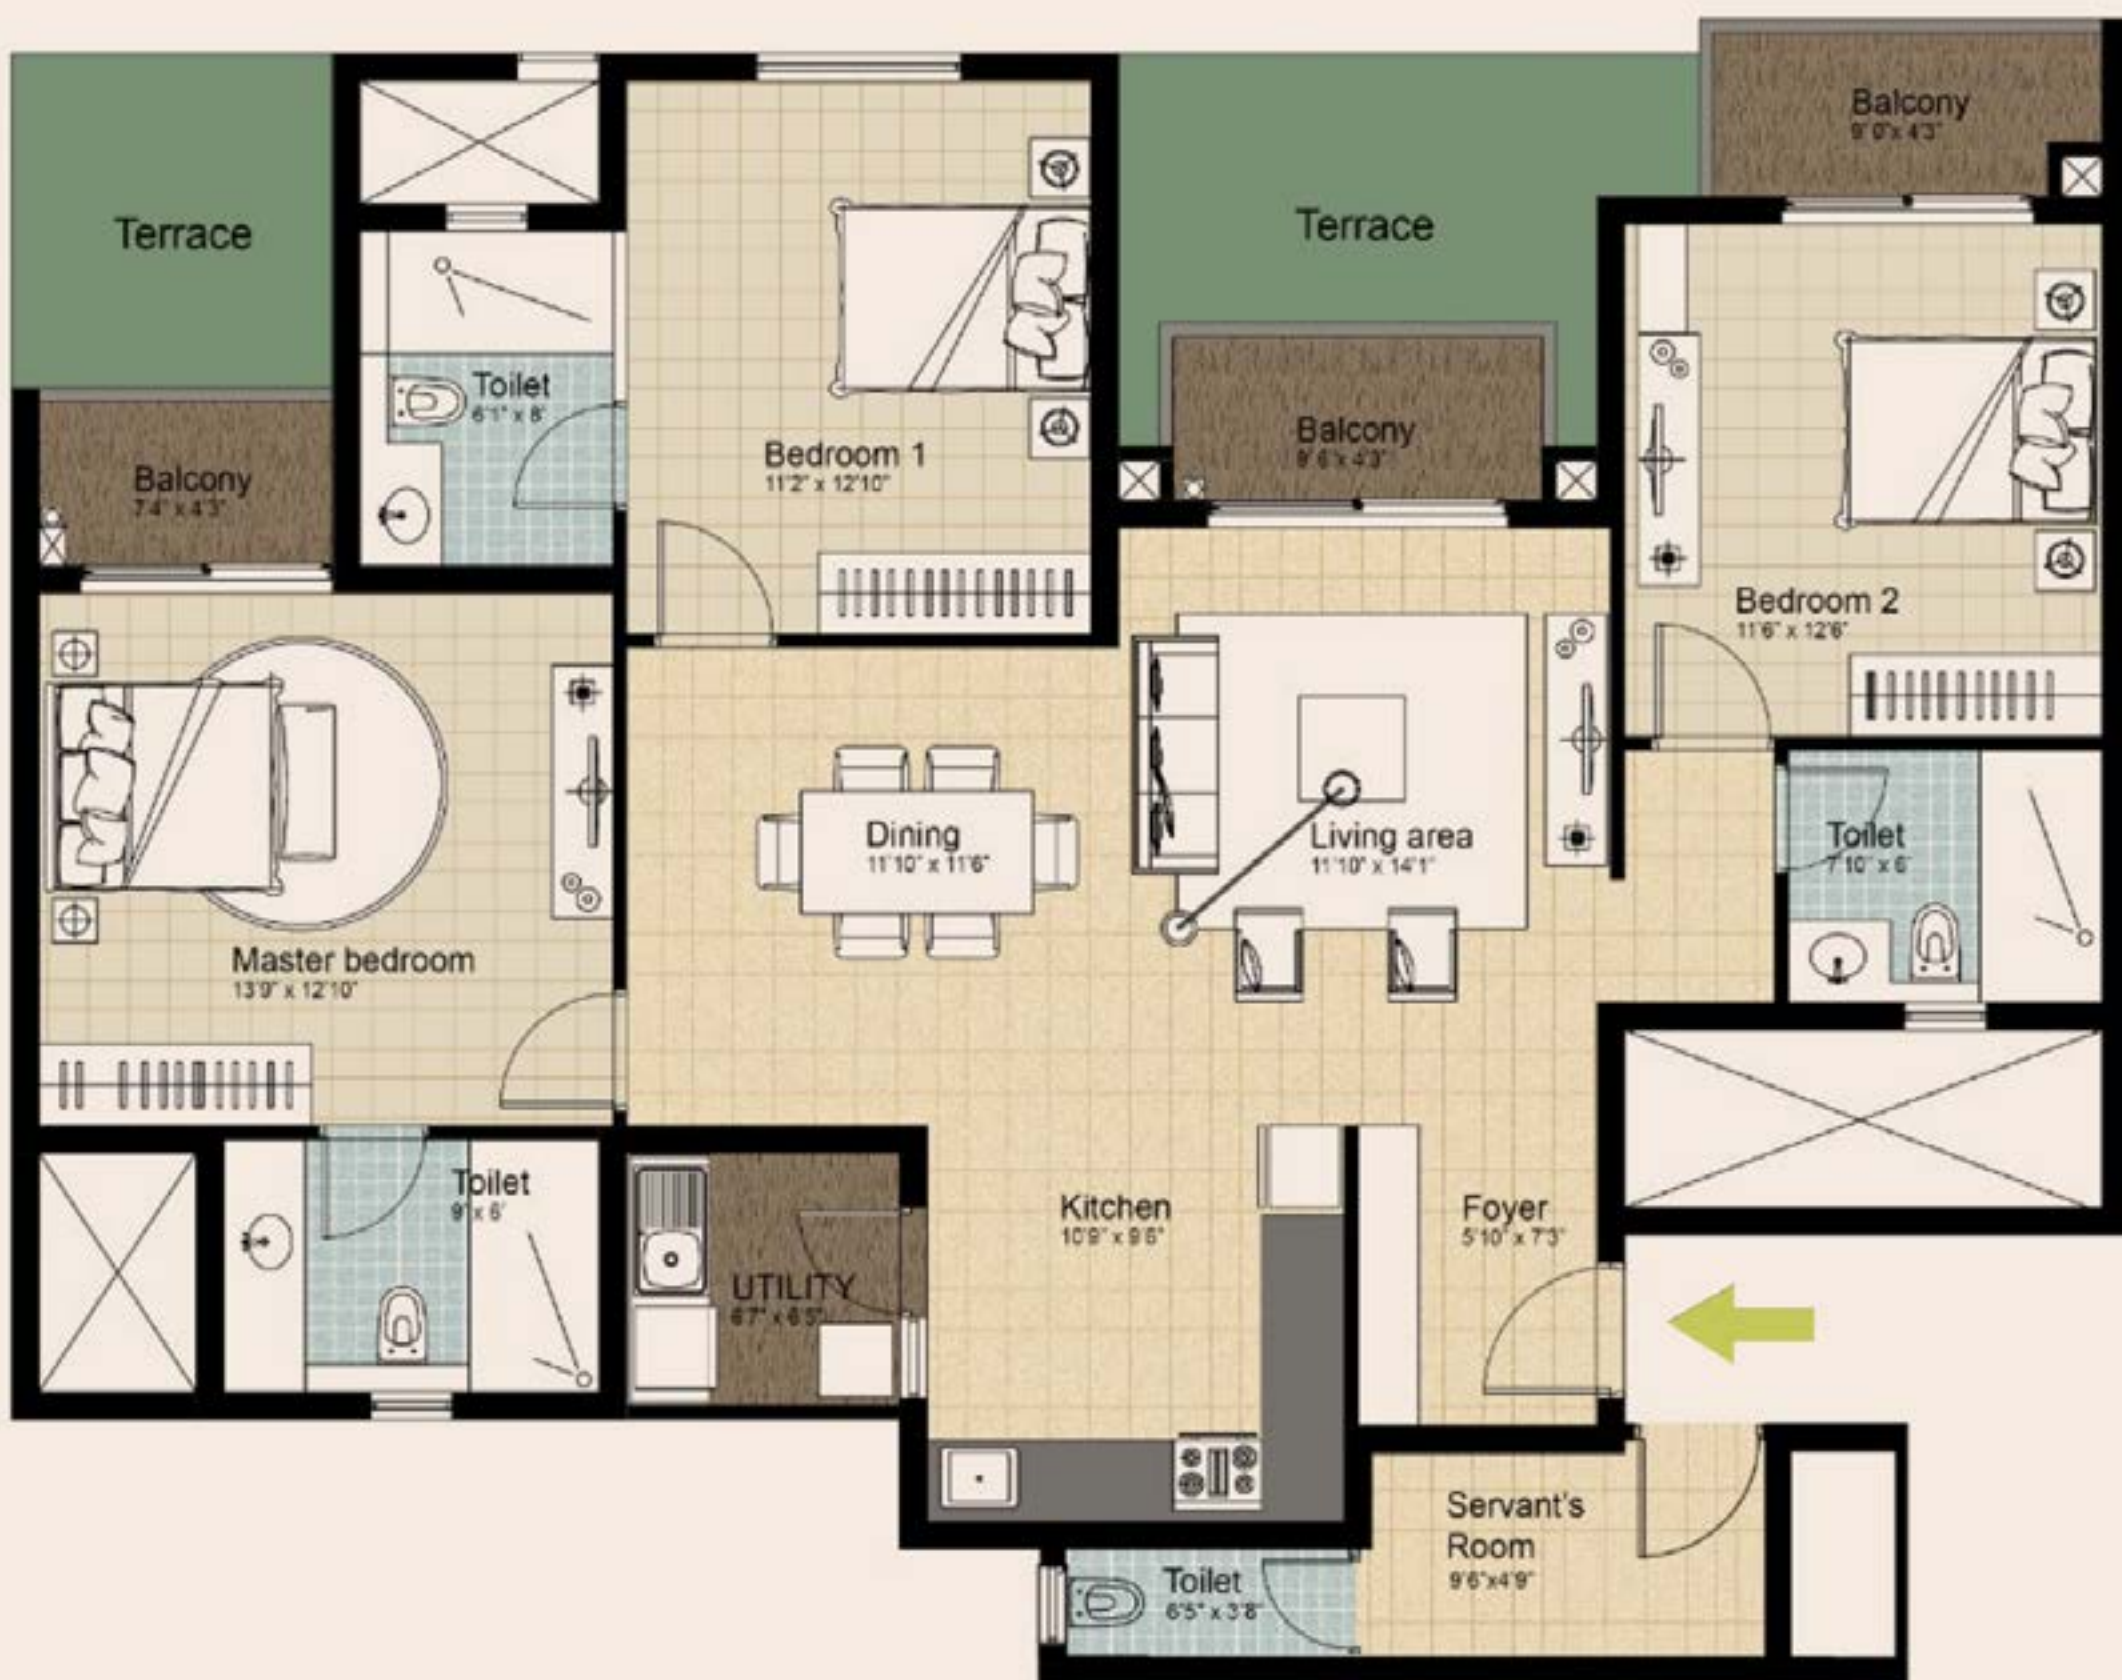 Balcony
9'0"x 4'3"
Terrace
Terrace
Toilet
6'1" x 8'
Bedroom 1
11'2" x 12'10"
Balcony
9'6"x 4'3"
Balcony
7'4" x 4'3"
Bedroom 2
11'6" x 12'6"
Dining
11'10" x 11'6"
Living area
11'10" x 14'1"
Toilet
7'10" x 6'
Master bedroom
13'9" x 12'10"
Toilet
9' x 6'
Kitchen
10'9" x 9'6"
Foyer
5'10" x 7'3"
UTILITY
6'7" x 6'5"
Servant's
Room
9'6"x4'9"
Toilet
6'5" x 3'8"